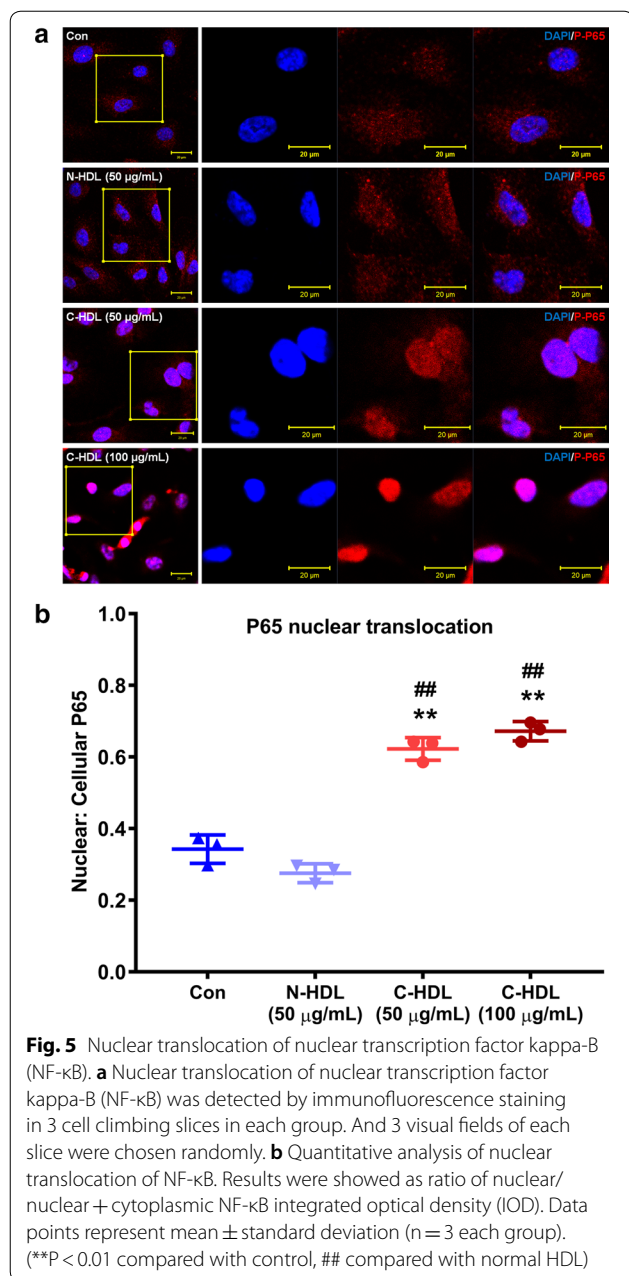 a
Con
DAPI/P-P65
20 µm
20 µm
20 µm
20 µm
N-HDL (50 µg/mL)
DAPI/P-P65
20 µm
20 µm
20 µm
20 µm
C-HDL (50 µg/mL)
DAPI/P-P65
20 µm
20 µm
20 µm
20 µm
C-HDL (100 µg/mL)
DAPI/P-P65
20 µm
20 µm
20 µm
20 µm
b
P65 nuclear translocation
Nuclear: Cellular P65
1.0
0.8
0.6
0.4
0.2
0.0
##
**
##
**
Con
N-HDL
(50 µg/mL)
C-HDL
(50 µg/mL)
C-HDL
(100 µg/mL)
Fig. 5 Nuclear translocation of nuclear transcription factor kappa-B
(NF-κB). a Nuclear translocation of nuclear transcription factor
kappa-B (NF-κB) was detected by immunofluorescence staining
in 3 cell climbing slices in each group. And 3 visual fields of each
slice were chosen randomly. b Quantitative analysis of nuclear
translocation of NF-κB. Results were showed as ratio of nuclear/
nuclear + cytoplasmic NF-κB integrated optical density (IOD). Data
points represent mean ± standard deviation (n = 3 each group).
(**P < 0.01 compared with control, ## compared with normal HDL)